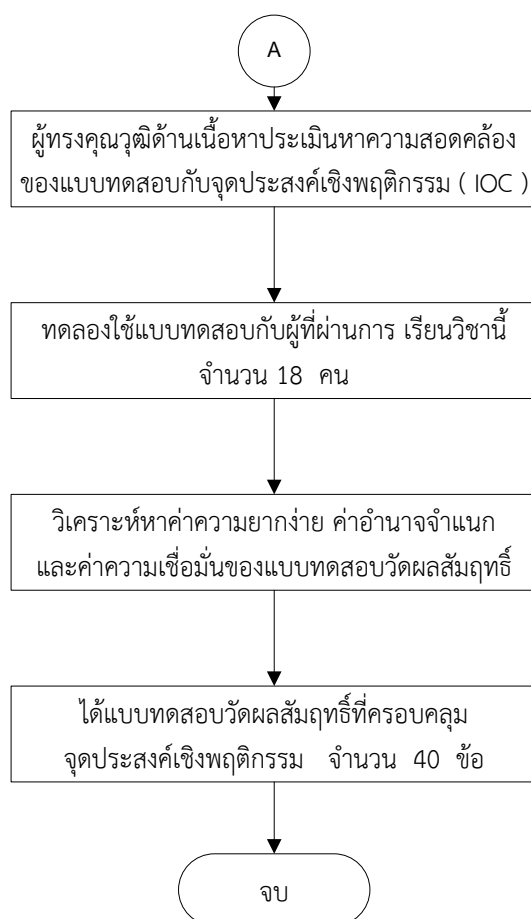 A
ผู้ทรงคุณวุฒิด้านเนื้อหาประเมินหาความสอดคล้อง
ของแบบทดสอบกับจุดประสงค์เชิงพฤติกรรม ( IOC )
ทดลองใช้แบบทดสอบกับผู้ที่ผ่านการ เรียนวิชานี้
จำนวน 18 คน
วิเคราะห์หาค่าความยากง่าย ค่าอำนาจจำแนก
และค่าความเชื่อมั่นของแบบทดสอบวัดผลสัมฤทธิ์
ได้แบบทดสอบวัดผลสัมฤทธิ์ที่ครอบคลุม
จุดประสงค์เชิงพฤติกรรม จำนวน 40 ข้อ
จบ